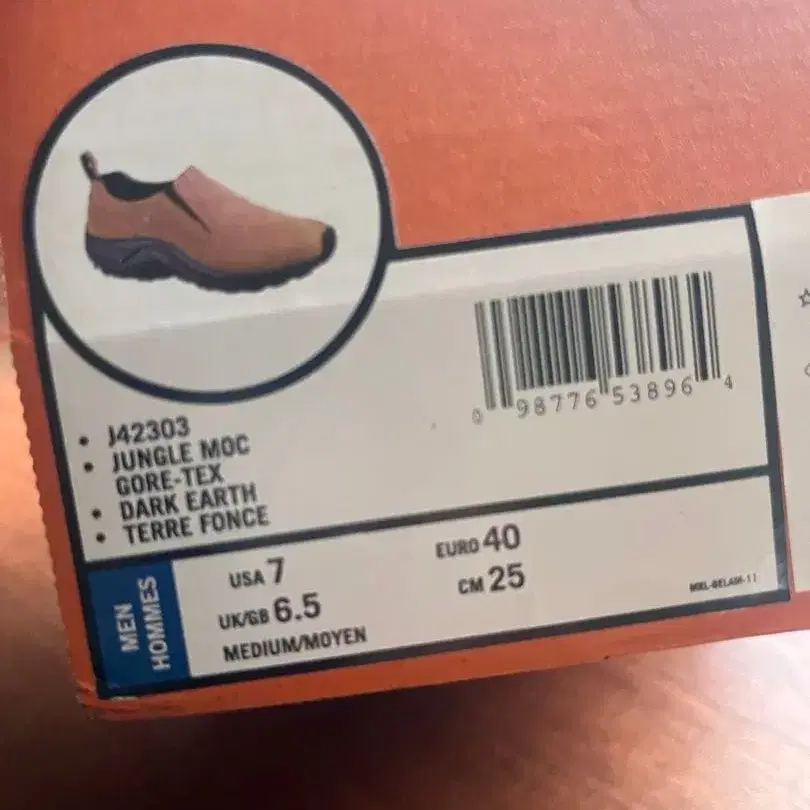 0 98776 53896 4
• J42303
• JUNGLE MOC
GORE-TEX
• DARK EARTH
• TERRE FONCE
MEN
HOMMES
USA 7
EURO 40
UK/GB 6.5
CM 25
MEDIUM/MOYEN